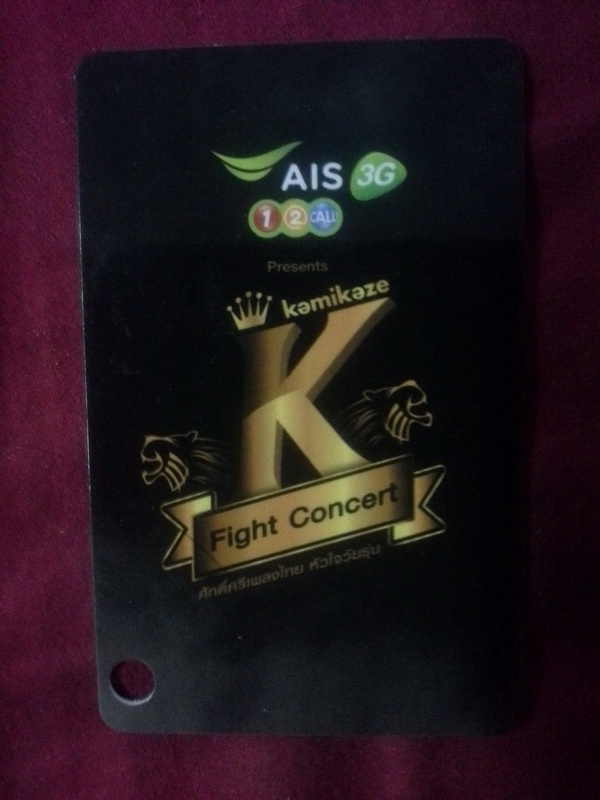 AIS 3G
1 2 CALL
Presents
kəmikəze
K
Fight Concert
ศักดิ์ศรีเพลงไทย หัวใจวัยรุ่น